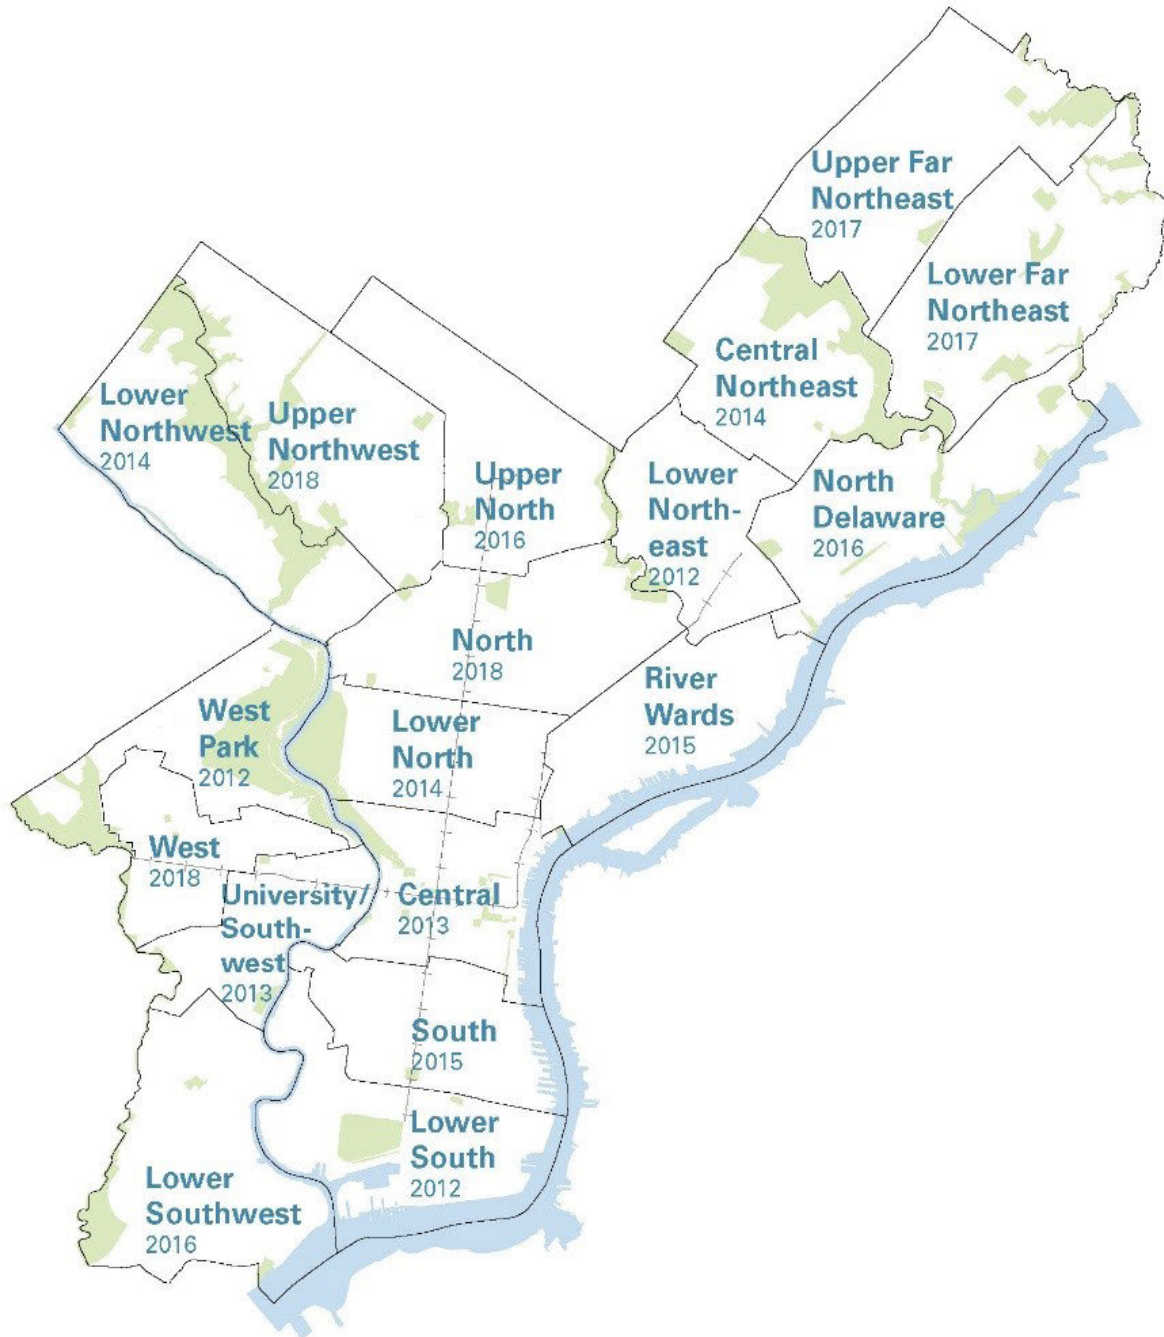 Upper Far
Northeast
2017
Lower Far
Northeast
2017
Central
Northeast
2014
Lower
Northwest
2014
Upper
Northwest
2018
Upper
North
2016
Lower
North-
east
2012
North
Delaware
2016
North
2018
River
Wards
2015
West
Park
2012
Lower
North
2014
West
2018
University/
South-
west
2013
Central
2013
South
2015
Lower
South
2012
Lower
Southwest
2016